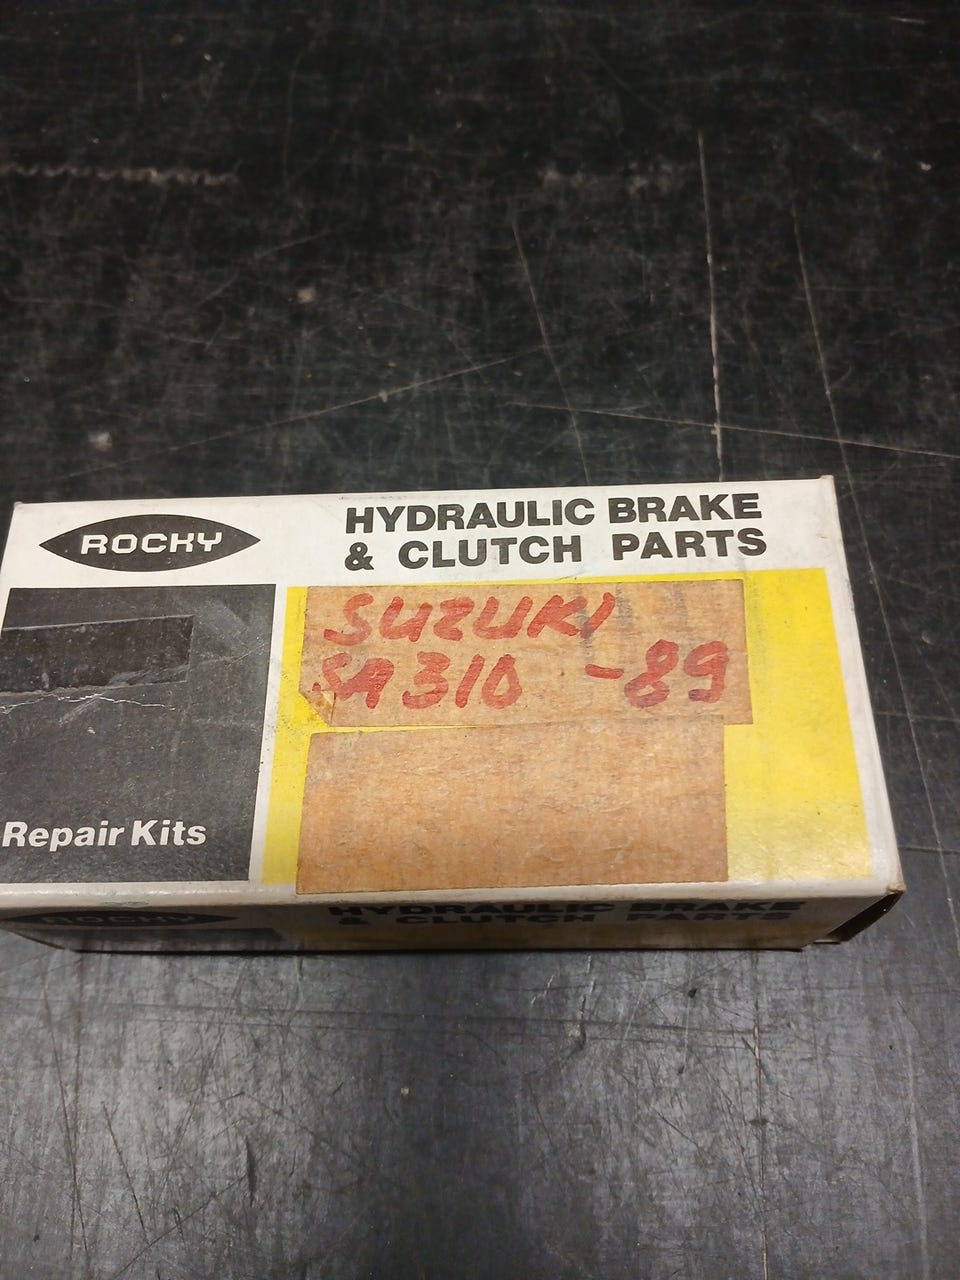 ROCKY
HYDRAULIC BRAKE
& CLUTCH PARTS
SUZUKI
SA310 -89
Repair Kits
ROCKY
HYDRAULIC BRAKE
& CLUTCH PARTS